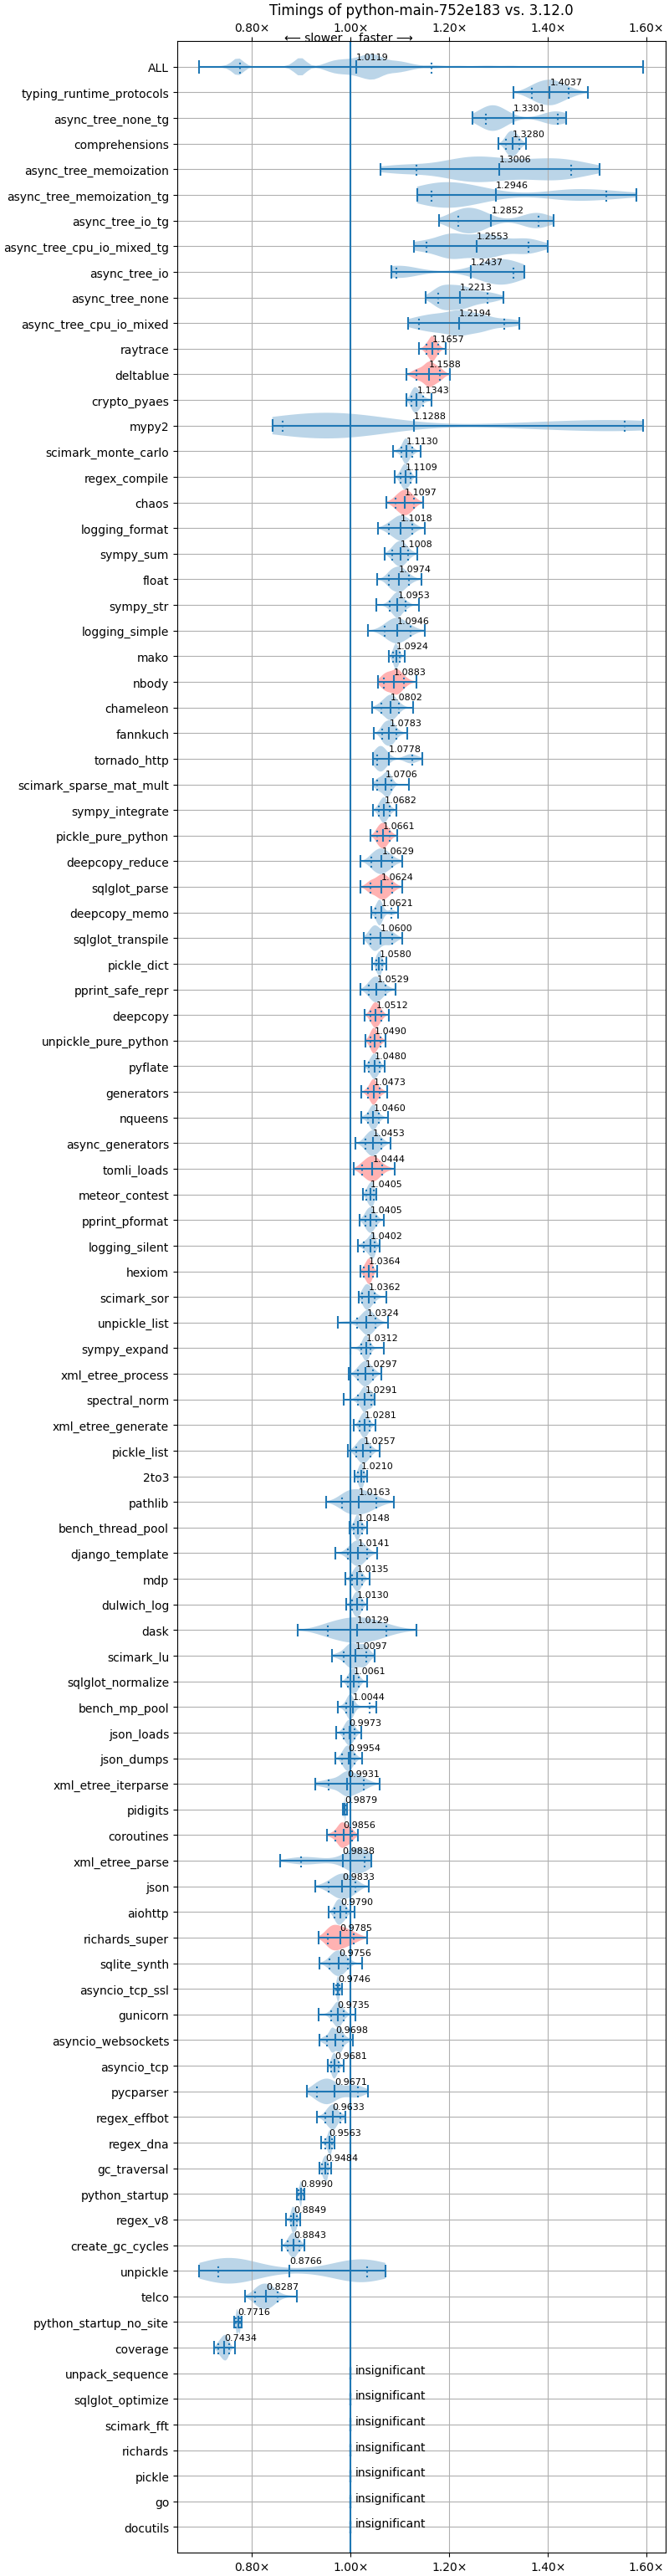 Timings of python-main-752e183 vs. 3.12.0
0.80× 1.00× 1.20× 1.40× 1.60×
⟵ slower faster ⟶
ALL 1.0119
typing_runtime_protocols 1.4037
async_tree_none_tg 1.3301
comprehensions 1.3280
async_tree_memoization 1.3006
async_tree_memoization_tg 1.2946
async_tree_io_tg 1.2852
async_tree_cpu_io_mixed_tg 1.2553
async_tree_io 1.2437
async_tree_none 1.2213
async_tree_cpu_io_mixed 1.2194
raytrace 1.1657
deltablue 1.1588
crypto_pyaes 1.1343
mypy2 1.1288
scimark_monte_carlo 1.1130
regex_compile 1.1109
chaos 1.1097
logging_format 1.1018
sympy_sum 1.1008
float 1.0974
sympy_str 1.0953
logging_simple 1.0946
mako 1.0924
nbody 1.0883
chameleon 1.0802
fannkuch 1.0783
tornado_http 1.0778
scimark_sparse_mat_mult 1.0706
sympy_integrate 1.0682
pickle_pure_python 1.0661
deepcopy_reduce 1.0629
sqlglot_parse 1.0624
deepcopy_memo 1.0621
sqlglot_transpile 1.0600
pickle_dict 1.0580
pprint_safe_repr 1.0529
deepcopy 1.0512
unpickle_pure_python 1.0490
pyflate 1.0480
generators 1.0473
nqueens 1.0460
async_generators 1.0453
tomli_loads 1.0444
meteor_contest 1.0405
pprint_pformat 1.0405
logging_silent 1.0402
hexiom 1.0364
scimark_sor 1.0362
unpickle_list 1.0324
sympy_expand 1.0312
xml_etree_process 1.0297
spectral_norm 1.0291
xml_etree_generate 1.0281
pickle_list 1.0257
2to3 1.0210
pathlib 1.0163
bench_thread_pool 1.0148
django_template 1.0141
mdp 1.0135
dulwich_log 1.0130
dask 1.0129
scimark_lu 1.0097
sqlglot_normalize 1.0061
bench_mp_pool 1.0044
json_loads 0.9973
json_dumps 0.9954
xml_etree_iterparse 0.9931
pidigits 0.9879
coroutines 0.9856
xml_etree_parse 0.9838
json 0.9833
aiohttp 0.9790
richards_super 0.9785
sqlite_synth 0.9756
asyncio_tcp_ssl 0.9746
gunicorn 0.9735
asyncio_websockets 0.9698
asyncio_tcp 0.9681
pycparser 0.9671
regex_effbot 0.9633
regex_dna 0.9563
gc_traversal 0.9484
python_startup 0.8990
regex_v8 0.8849
create_gc_cycles 0.8843
unpickle 0.8766
telco 0.8287
python_startup_no_site 0.7716
coverage 0.7434
unpack_sequence insignificant
sqlglot_optimize insignificant
scimark_fft insignificant
richards insignificant
pickle insignificant
go insignificant
docutils insignificant
0.80× 1.00× 1.20× 1.40× 1.60×